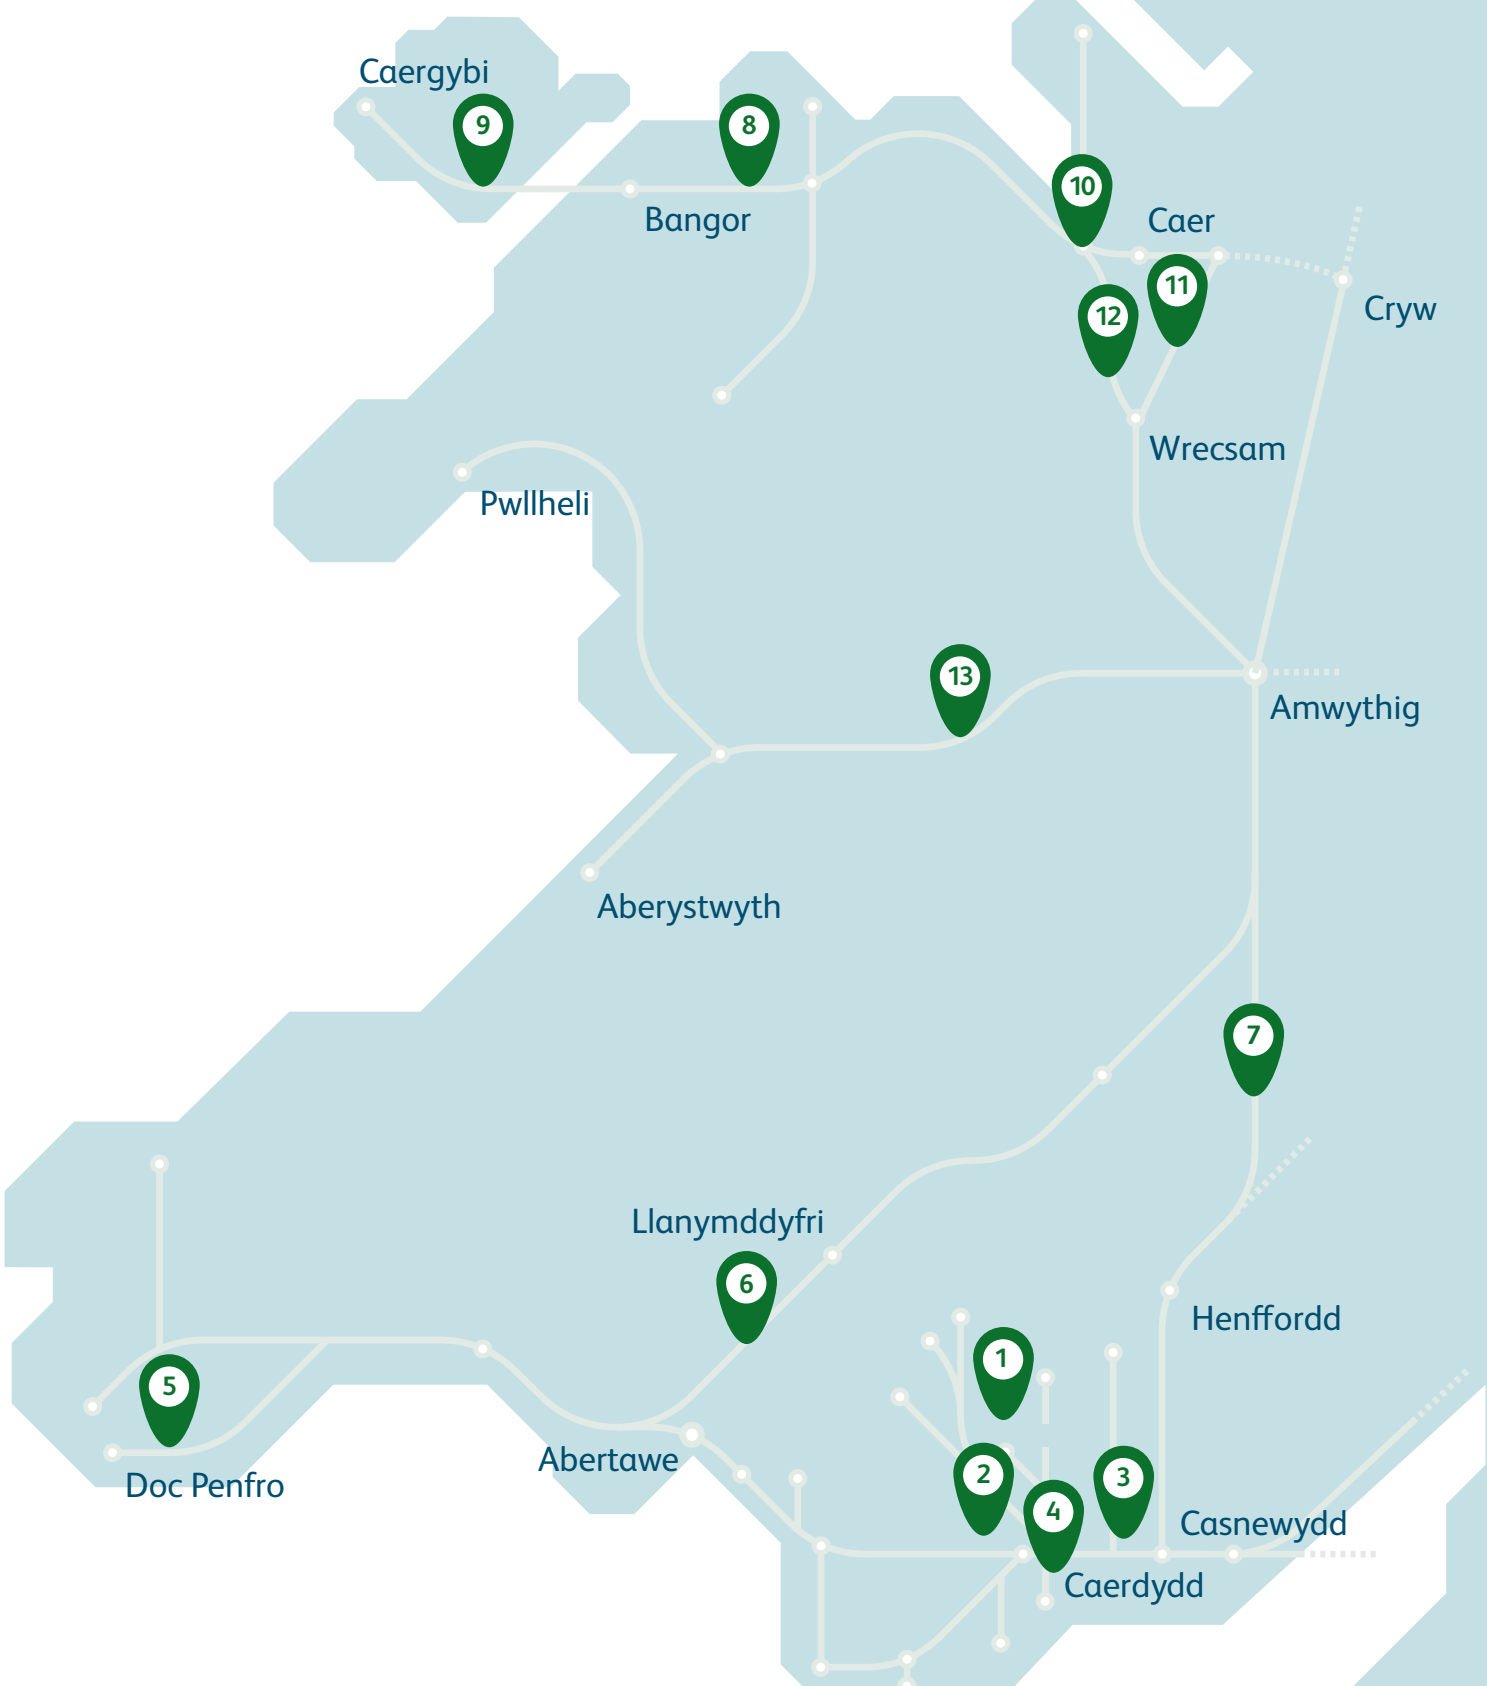 Caergybi
9
8
10
Bangor
Caer
11
12
Cryw
Wrecsam
Pwllheli
13
Amwythig
Aberystwyth
7
Llanymddyfri
6
Henffordd
1
5
Abertawe
Doc Penfro
2
3
4
Casnewydd
Caerdydd